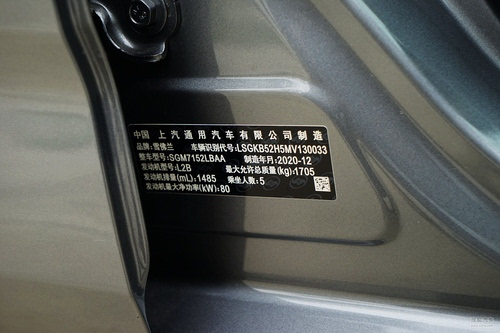 中国 上汽通用汽车有限公司制造
品牌:雪佛兰 车辆识别代号:LSGKB52H5MV130033
整车型号:SGM7152LBAA 制造年月:2020-12
发动机型号:L2B 最大允许总质量(kg):1705
发动机排量(mL):1485 乘坐人数:5
发动机最大净功率(kW):80